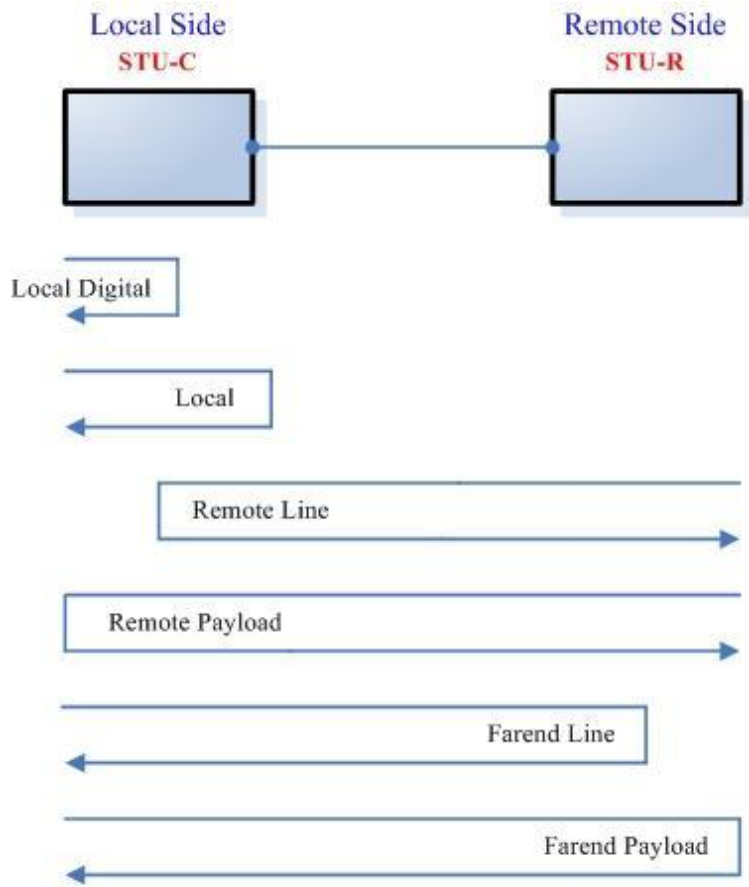 Local Side
STU-C
Remote Side
STU-R
Local Digital
Local
Remote Line
Remote Payload
Farend Line
Farend Payload